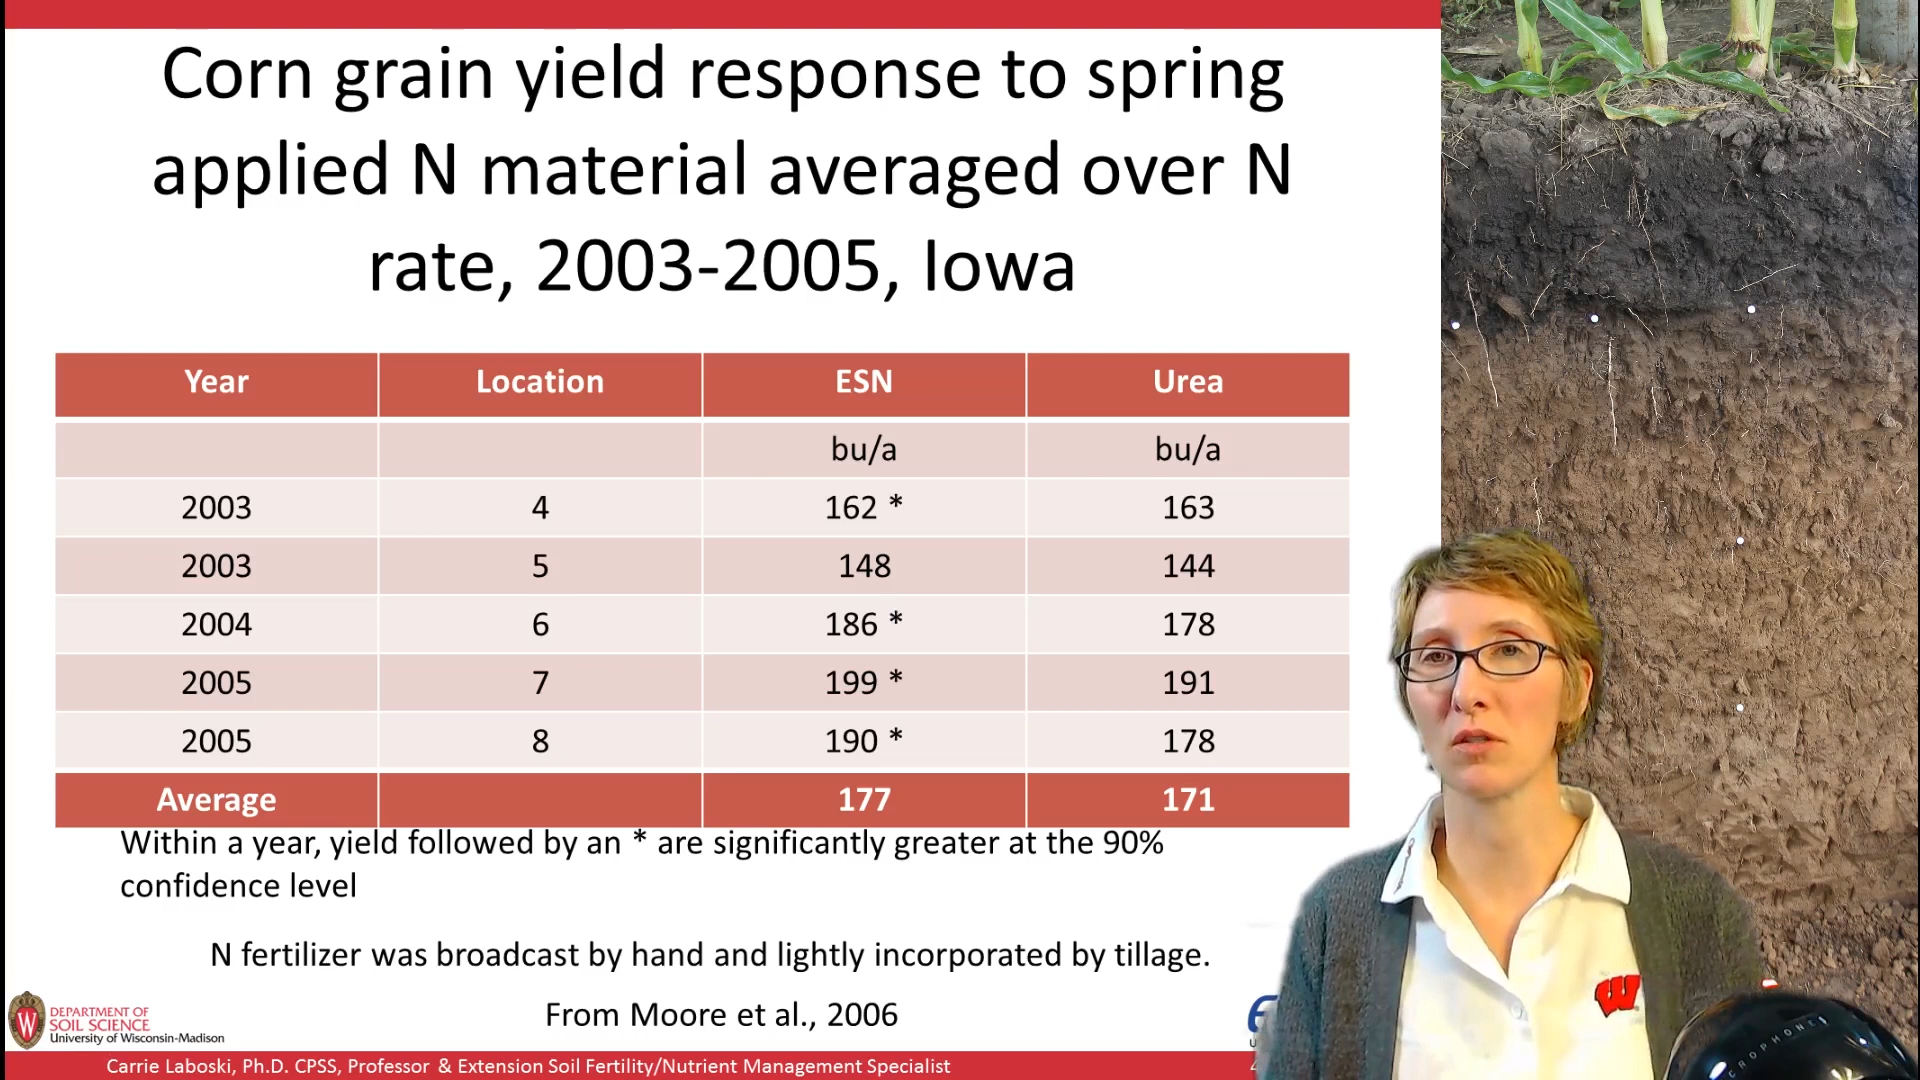 Corn grain yield response to spring
applied N material averaged over N
rate, 2003-2005, Iowa
Year Location ESN Urea
bu/a bu/a
2003 4 162 * 163
2003 5 148 144
2004 6 186 * 178
2005 7 199 * 191
2005 8 190 * 178
Average 177 171
Within a year, yield followed by an * are significantly greater at the 90%
confidence level
N fertilizer was broadcast by hand and lightly incorporated by tillage.
From Moore et al., 2006
W
DEPARTMENT OF
SOIL SCIENCE
University of Wisconsin-Madison
Carrie Laboski, Ph.D. CPSS, Professor & Extension Soil Fertility/Nutrient Management Specialist
W